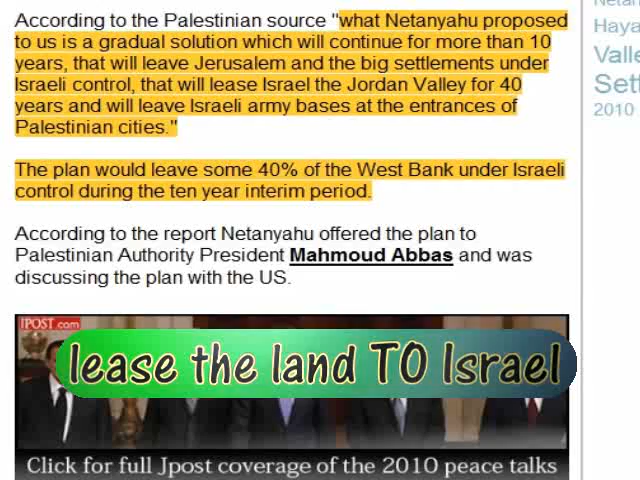 According to the Palestinian source "what Netanyahu proposed
to us is a gradual solution which will continue for more than 10
years, that will leave Jerusalem and the big settlements under
Israeli control, that will lease Israel the Jordan Valley for 40
years and will leave Israeli army bases at the entrances of
Palestinian cities."
The plan would leave some 40% of the West Bank under Israeli
control during the ten year interim period.
According to the report Netanyahu offered the plan to
Palestinian Authority President Mahmoud Abbas and was
discussing the plan with the US.
JPOST.com
lease the land TO Israel
Click for full Jpost coverage of the 2010 peace talks
2010